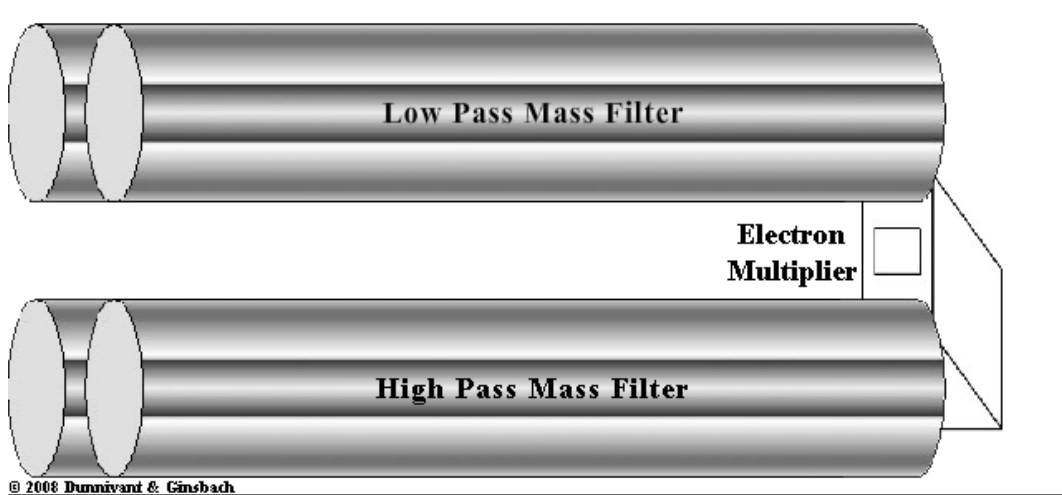 Low Pass Mass Filter
Electron
Multiplier
High Pass Mass Filter
© 2008 Dunnivant & Ginsbach